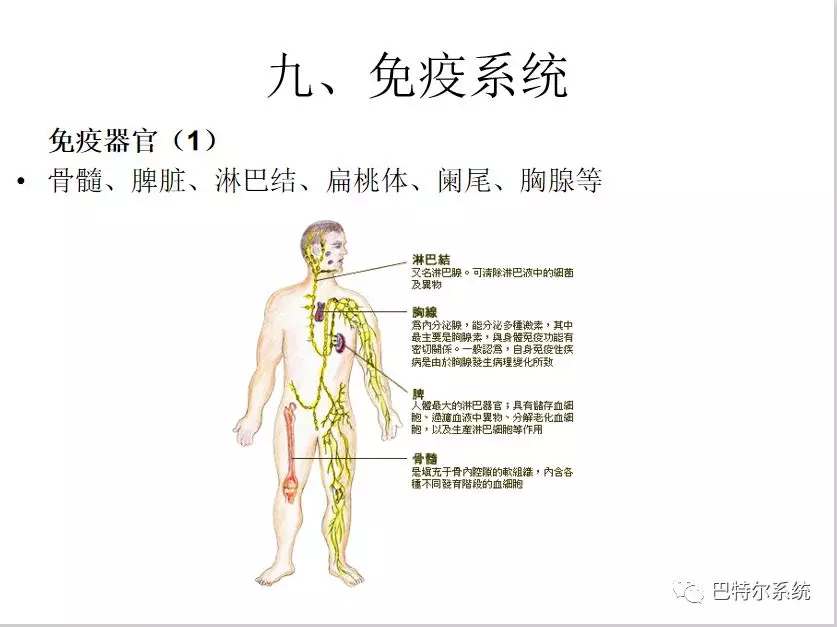 九、免疫系统
免疫器官（1）
• 骨髓、脾脏、淋巴结、扁桃体、阑尾、胸腺等
淋巴結
又名淋巴腺。可清除淋巴液中的細菌
及異物
胸線
爲內分泌腺，能分泌多種激素，其中
最主要是胸腺素，與身體免疫功能有
密切關係。一般認爲，自身免疫性疾
病是由於胸腺發生病理變化所致
脾
人體最大的淋巴器官；具有儲存血細
胞、過濾血液中異物、分解老化血細
胞，以及生産淋巴細胞等作用
骨髓
是填充于骨內腔隙的軟組織，內含各
種不同發育階段的血細胞
巴特尔系统